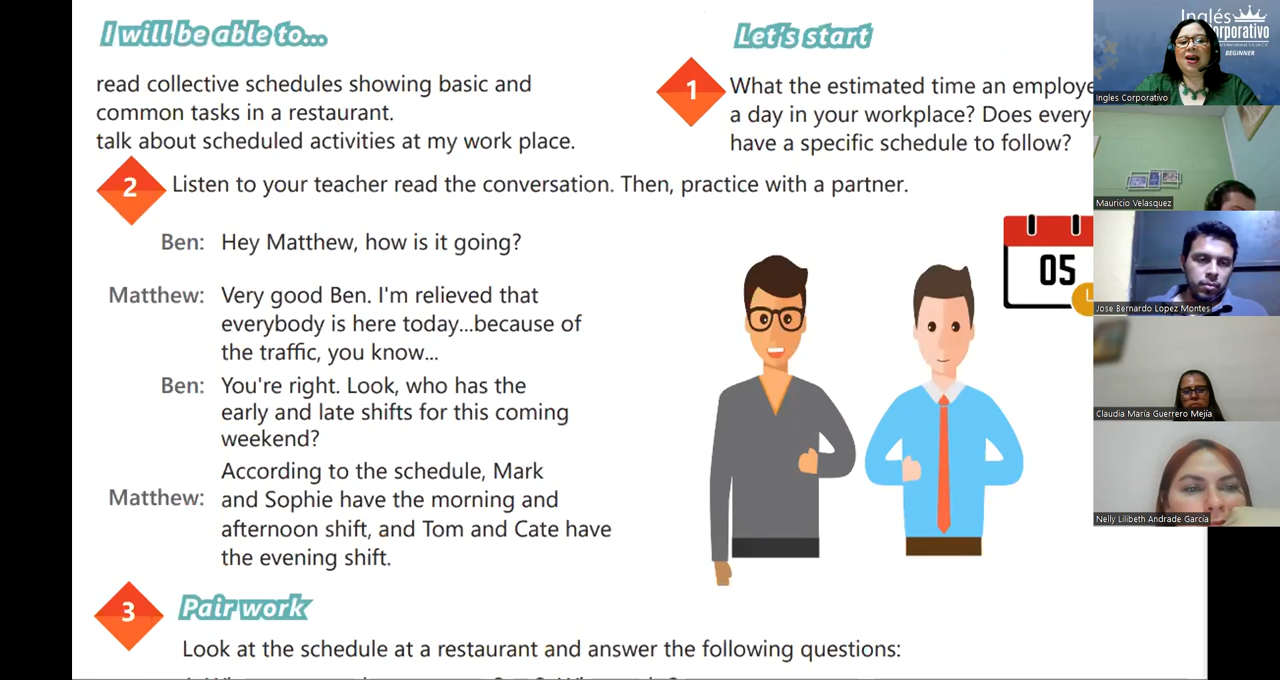 I will be able to...
read collective schedules showing basic and
common tasks in a restaurant.
talk about scheduled activities at my work place.
Let's start
1
What the estimated time an employe
a day in your workplace? Does every
have a specific schedule to follow?
2
Listen to your teacher read the conversation. Then, practice with a partner.
Ben: Hey Matthew, how is it going?
Matthew: Very good Ben. I'm relieved that
everybody is here today...because of
the traffic, you know...
Ben: You're right. Look, who has the
early and late shifts for this coming
weekend?
According to the schedule, Mark
Matthew: and Sophie have the morning and
afternoon shift, and Tom and Cate have
the evening shift.
05
3
Pair work
Look at the schedule at a restaurant and answer the following questions:
Inglés
orporativo
BEGINNER
Ingles Corporativo
Mauricio Velasquez
Jose Bernardo Lopez Montes
Claudia María Guerrero Mejía
Nelly Lilibeth Andrade García